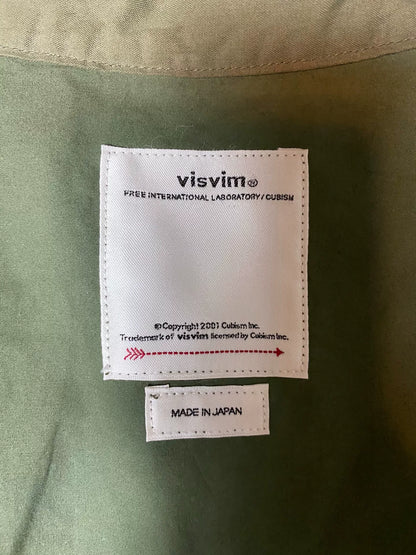 visvim®
FREE INTERNATIONAL LABORATORY/CUBISM
©Copyright 2001 Cubism Inc.
Trademark of visvim licensed by Cubism Inc.
MADE IN JAPAN